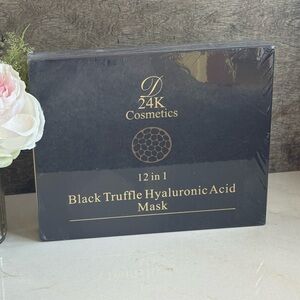 D
24K
Cosmetics
12 in 1
Black Truffle Hyaluronic Acid
Mask